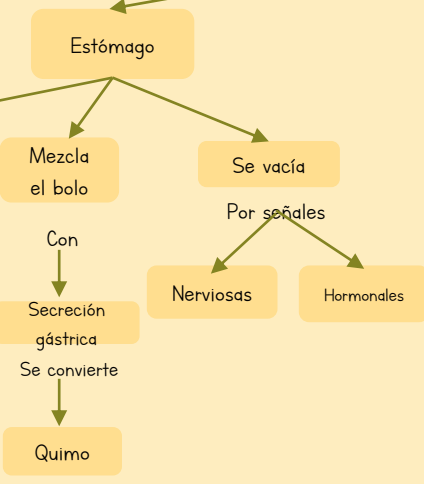 Estómago
Mezcla
el bolo
Se vacía
Con
Por señales
Secreción
gástrica
Nerviosas
Hormonales
Se convierte
Quimo